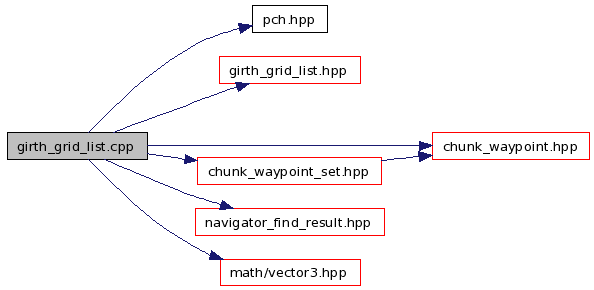 pch.hpp
girth_grid_list.hpp
girth_grid_list.cpp
chunk_waypoint.hpp
chunk_waypoint_set.hpp
navigator_find_result.hpp
math/vector3.hpp